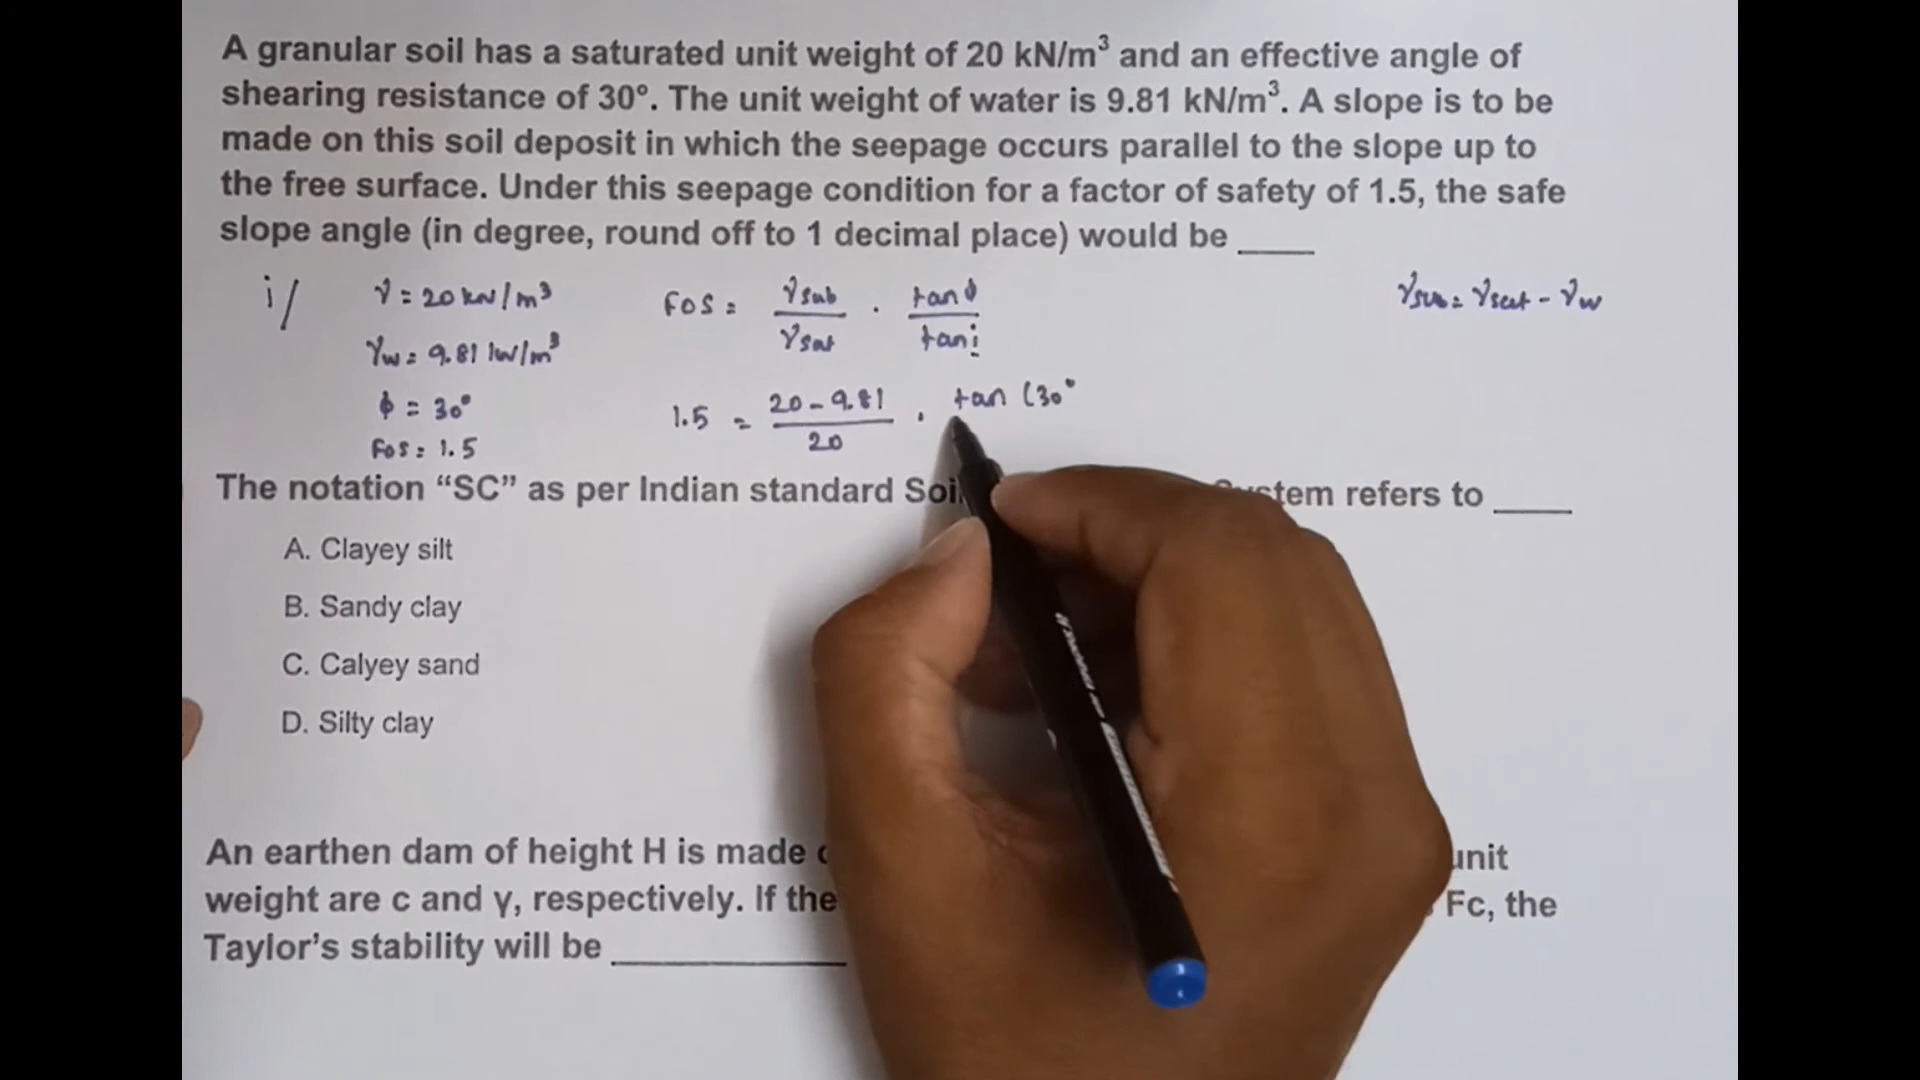 A granular soil has a saturated unit weight of 20 kN/m³ and an effective angle of
shearing resistance of 30°. The unit weight of water is 9.81 kN/m³. A slope is to be
made on this soil deposit in which the seepage occurs parallel to the slope up to
the free surface. Under this seepage condition for a factor of safety of 1.5, the safe
slope angle (in degree, round off to 1 decimal place) would be ____
i/
γ = 20 kN/m³
γw = 9.81 kN/m³
ϕ = 30°
FOS = 1.5
FOS = γsub/γsat . tanϕ/tani
1.5 = 20 - 9.81/20 . tan (30°
γsub = γsat - γw
The notation “SC” as per Indian standard Soi System refers to ____
A. Clayey silt
B. Sandy clay
C. Calyey sand
D. Silty clay
An earthen dam of height H is made unit
weight are c and γ, respectively. If the Fc, the
Taylor’s stability will be ____________